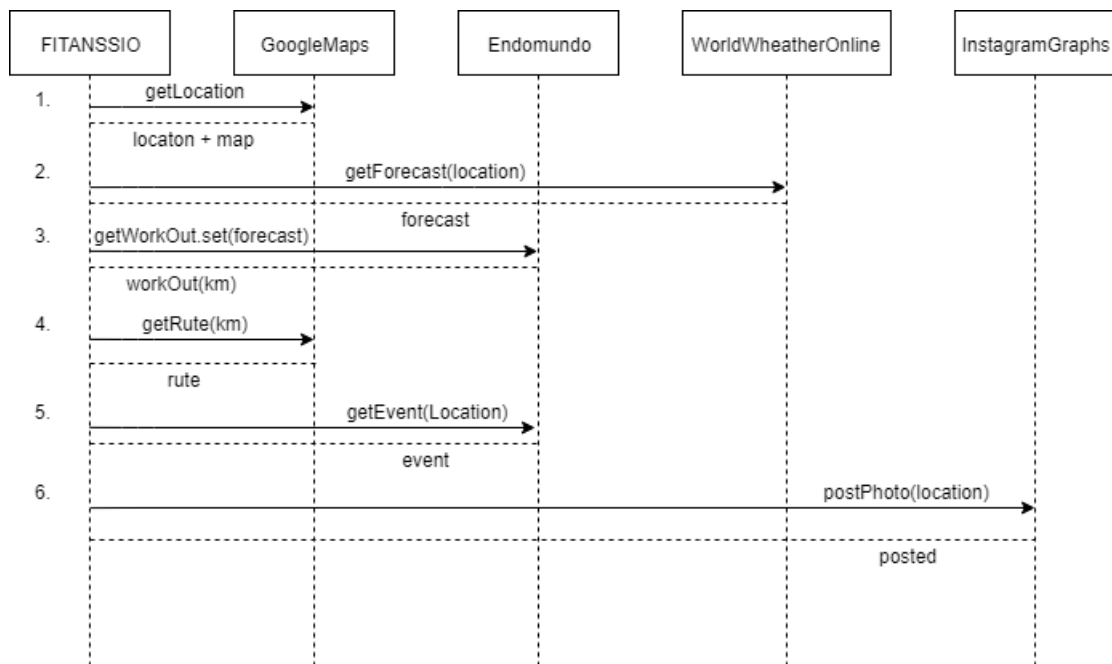 FITANSSIO GoogleMaps Endomundo WorldWheatherOnline InstagramGraphs
1. getLocation
locaton + map
2. getForecast(location)
forecast
3. getWorkOut.set(forecast)
workOut(km)
4. getRute(km)
rute
5. getEvent(Location)
event
6. postPhoto(location)
posted